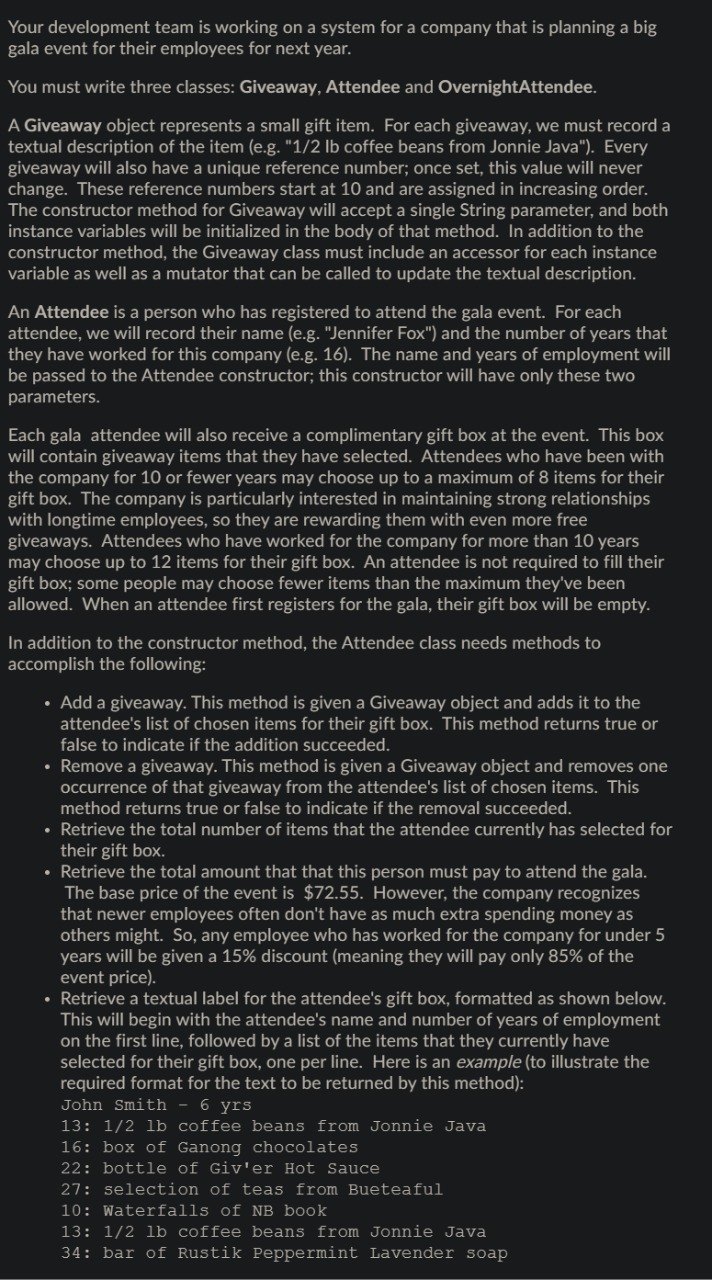 Your development team is working on a system for a company that is planning a big
gala event for their employees for next year.
You must write three classes: Giveaway, Attendee and OvernightAttendee.
A Giveaway object represents a small gift item.  For each giveaway, we must record a
textual description of the item (e.g. "1/2 lb coffee beans from Jonnie Java").  Every
giveaway will also have a unique reference number; once set, this value will never
change.  These reference numbers start at 10 and are assigned in increasing order.
The constructor method for Giveaway will accept a single String parameter, and both
instance variables will be initialized in the body of that method.  In addition to the
constructor method, the Giveaway class must include an accessor for each instance
variable as well as a mutator that can be called to update the textual description.
An Attendee is a person who has registered to attend the gala event.  For each
attendee, we will record their name (e.g. "Jennifer Fox") and the number of years that
they have worked for this company (e.g. 16).  The name and years of employment will
be passed to the Attendee constructor; this constructor will have only these two
parameters.
Each gala  attendee will also receive a complimentary gift box at the event.  This box
will contain giveaway items that they have selected.  Attendees who have been with
the company for 10 or fewer years may choose up to a maximum of 8 items for their
gift box.  The company is particularly interested in maintaining strong relationships
with longtime employees, so they are rewarding them with even more free
giveaways.  Attendees who have worked for the company for more than 10 years
may choose up to 12 items for their gift box.  An attendee is not required to fill their
gift box; some people may choose fewer items than the maximum they've been
allowed.  When an attendee first registers for the gala, their gift box will be empty.
In addition to the constructor method, the Attendee class needs methods to
accomplish the following:
• Add a giveaway. This method is given a Giveaway object and adds it to the
attendee's list of chosen items for their gift box.  This method returns true or
false to indicate if the addition succeeded.
• Remove a giveaway. This method is given a Giveaway object and removes one
occurrence of that giveaway from the attendee's list of chosen items.  This
method returns true or false to indicate if the removal succeeded.
• Retrieve the total number of items that the attendee currently has selected for
their gift box.
• Retrieve the total amount that that this person must pay to attend the gala.
The base price of the event is  $72.55.  However, the company recognizes
that newer employees often don't have as much extra spending money as
others might.  So, any employee who has worked for the company for under 5
years will be given a 15% discount (meaning they will pay only 85% of the
event price).
• Retrieve a textual label for the attendee's gift box, formatted as shown below.
This will begin with the attendee's name and number of years of employment
on the first line, followed by a list of the items that they currently have
selected for their gift box, one per line.  Here is an example (to illustrate the
required format for the text to be returned by this method):
John Smith - 6 yrs
13: 1/2 lb coffee beans from Jonnie Java
16: box of Ganong chocolates
22: bottle of Giv'er Hot Sauce
27: selection of teas from Bueteaful
10: Waterfalls of NB book
13: 1/2 lb coffee beans from Jonnie Java
34: bar of Rustik Peppermint Lavender soap